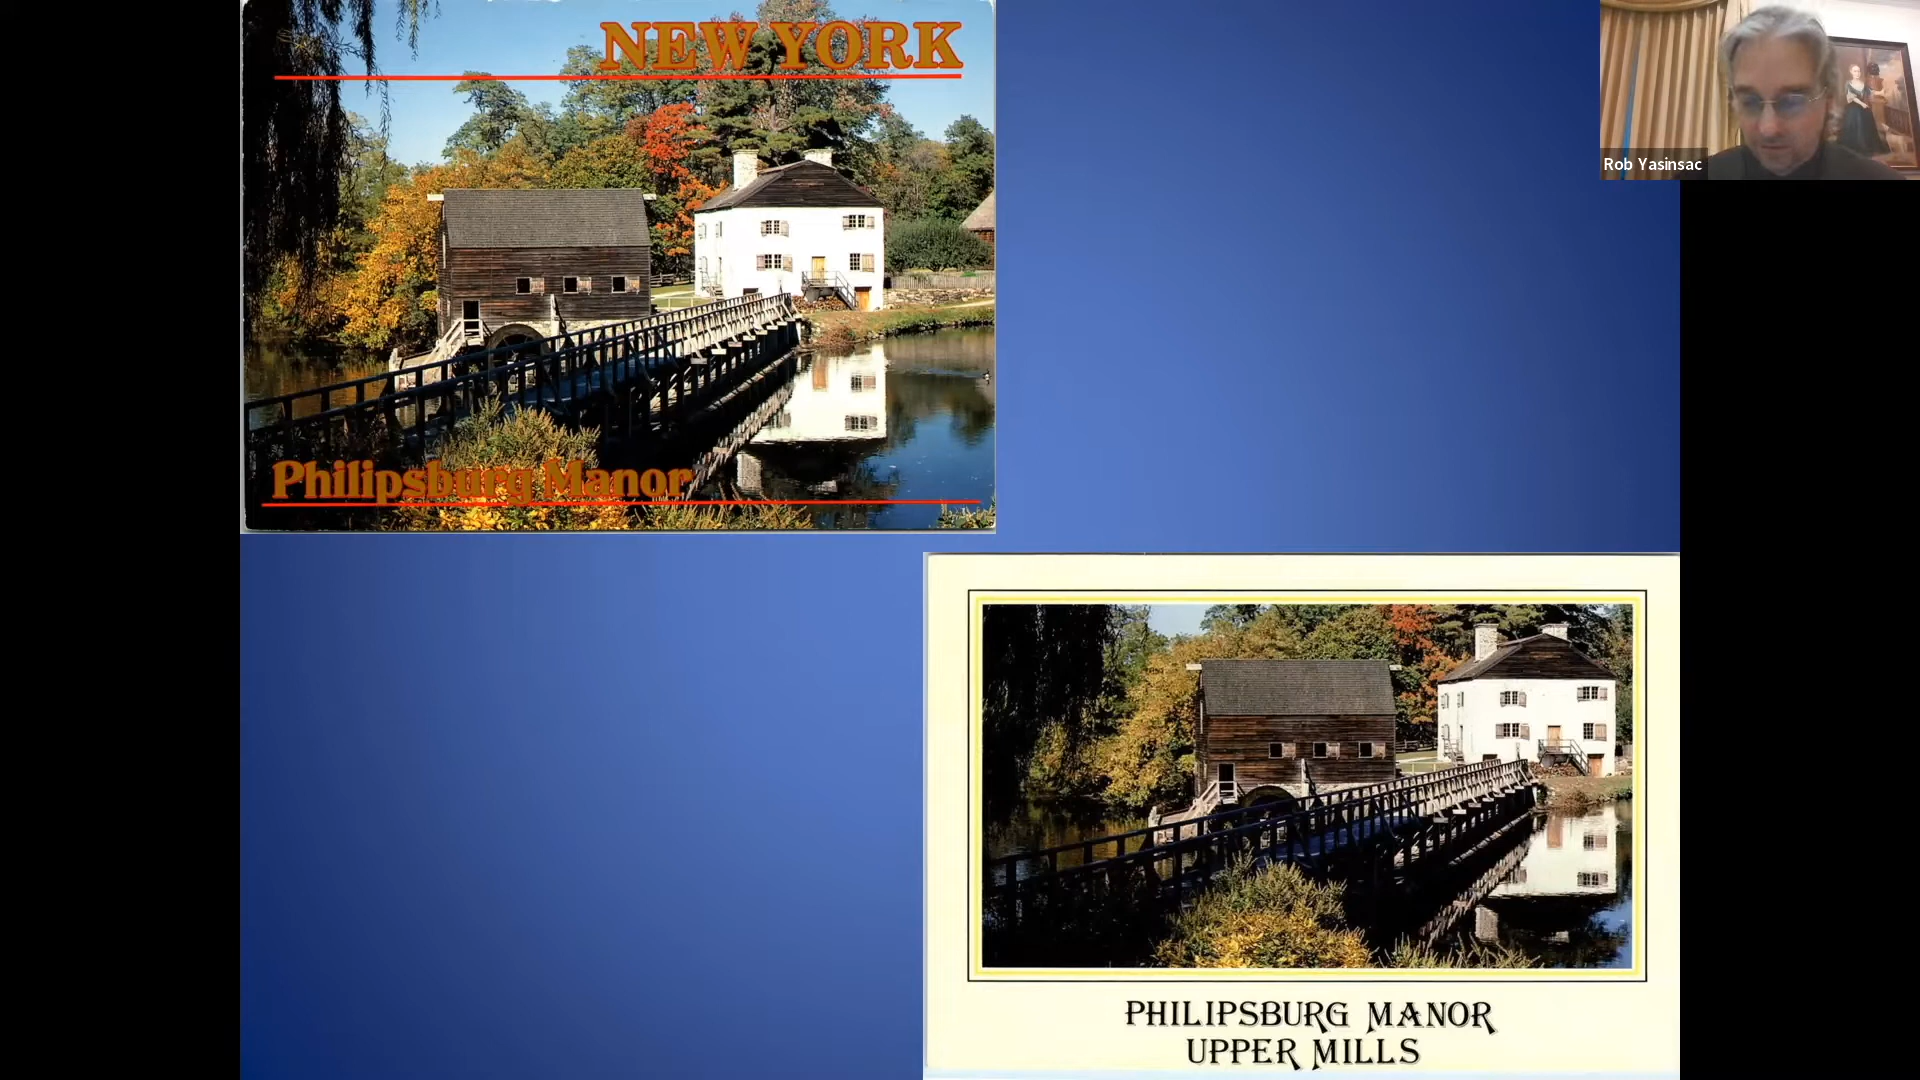 NEW YORK
Rob Yasinsac
Philipsburg Manor
PHILIPSBURG MANOR
UPPER MILLS